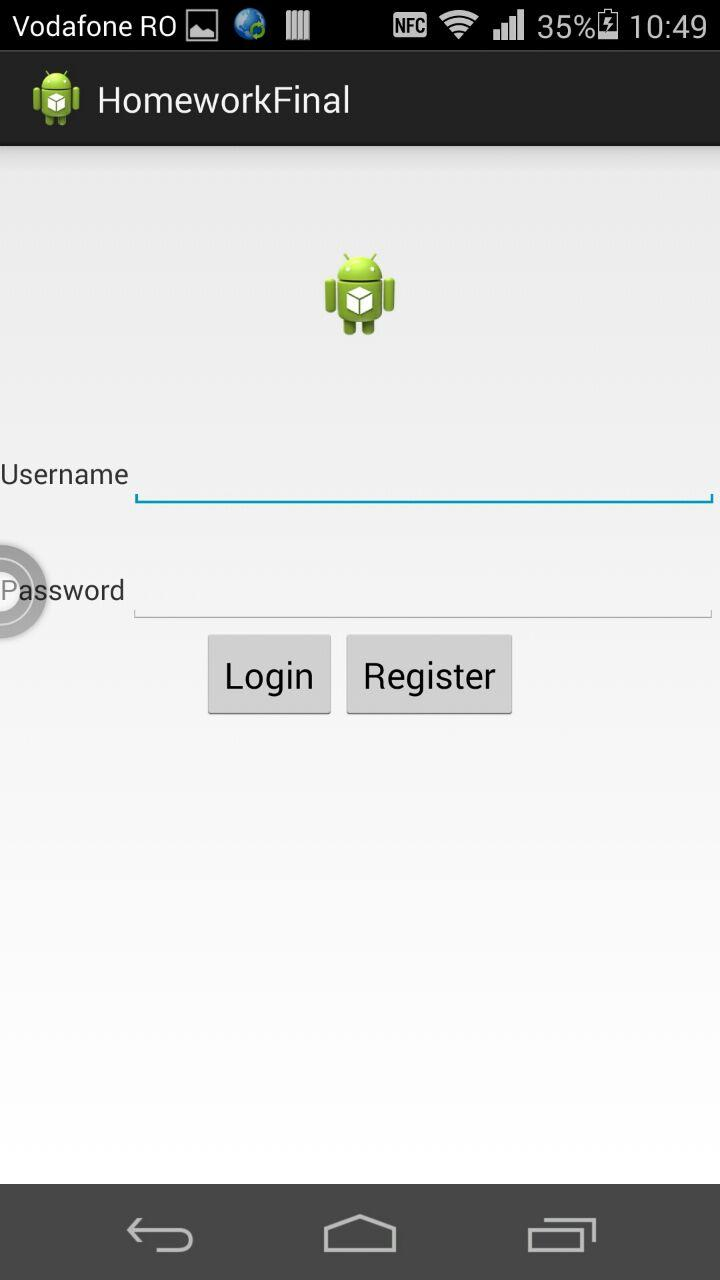 Vodafone RO NFC 35% 10:49
HomeworkFinal
Username
Password
Login Register